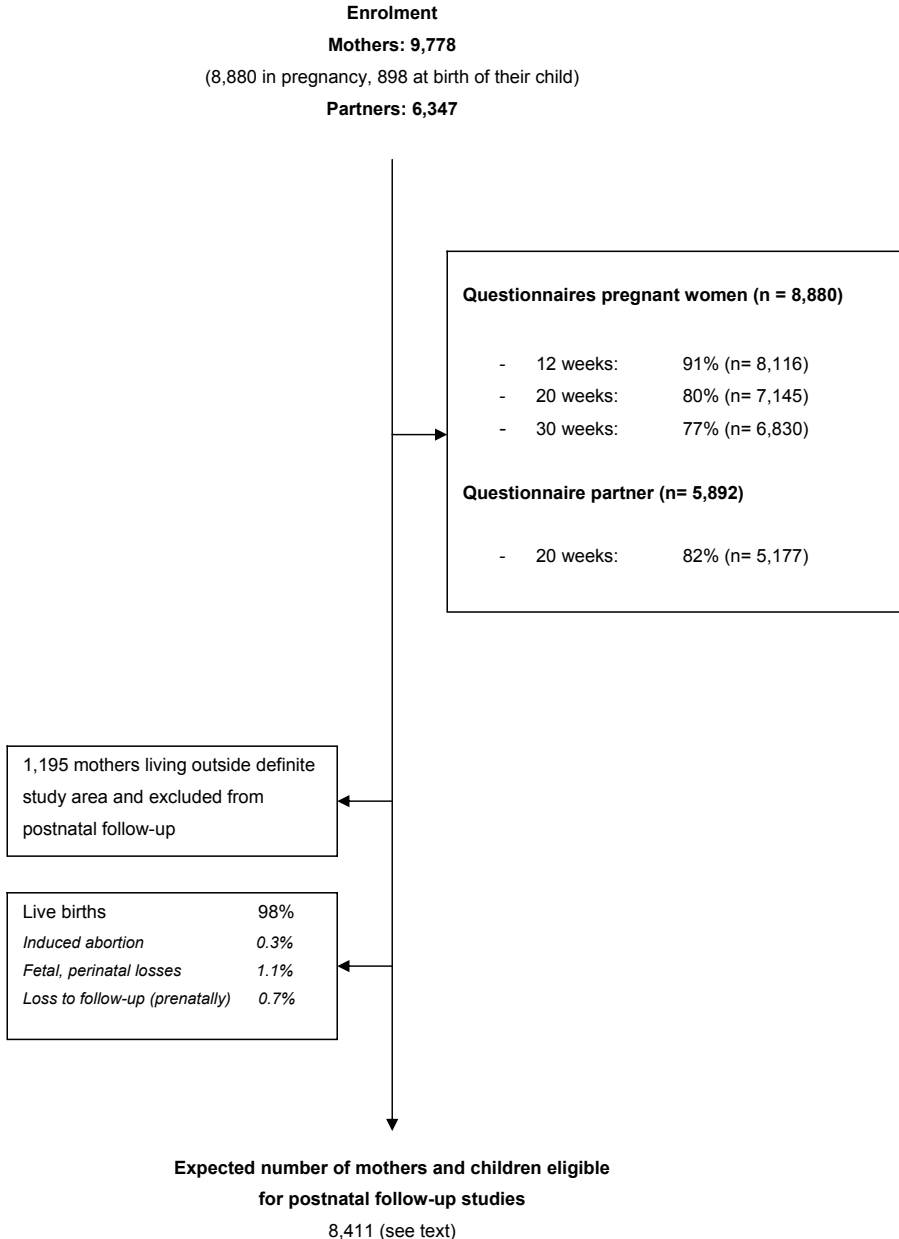 Enrolment
Mothers: 9,778
(8,880 in pregnancy, 898 at birth of their child)
Partners: 6,347
Questionnaires pregnant women (n = 8,880)
- 12 weeks: 91% (n= 8,116)
- 20 weeks: 80% (n= 7,145)
- 30 weeks: 77% (n= 6,830)
Questionnaire partner (n= 5,892)
- 20 weeks: 82% (n= 5,177)
1,195 mothers living outside definite
study area and excluded from
postnatal follow-up
Live births 98%
Induced abortion 0.3%
Fetal, perinatal losses 1.1%
Loss to follow-up (prenatally) 0.7%
Expected number of mothers and children eligible
for postnatal follow-up studies
8,411 (see text)